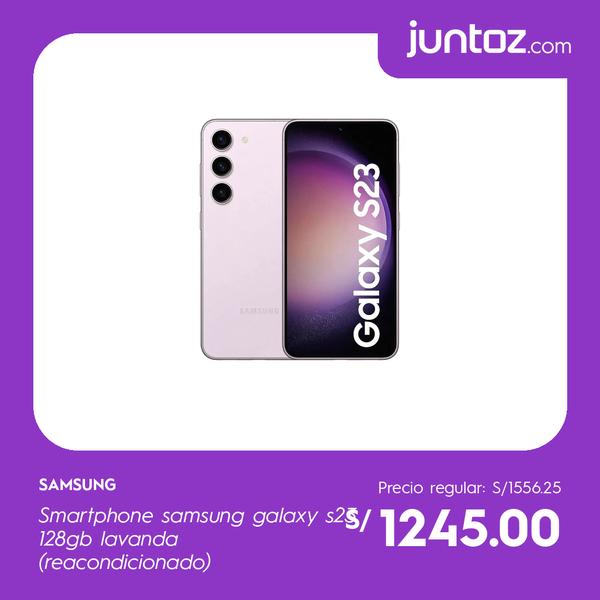 juntoz.com
Galaxy S23
SAMSUNG
SAMSUNG
Precio regular: S/1556.25
Smartphone samsung galaxy s23
S/ 1245.00
128gb lavanda
(reacondicionado)